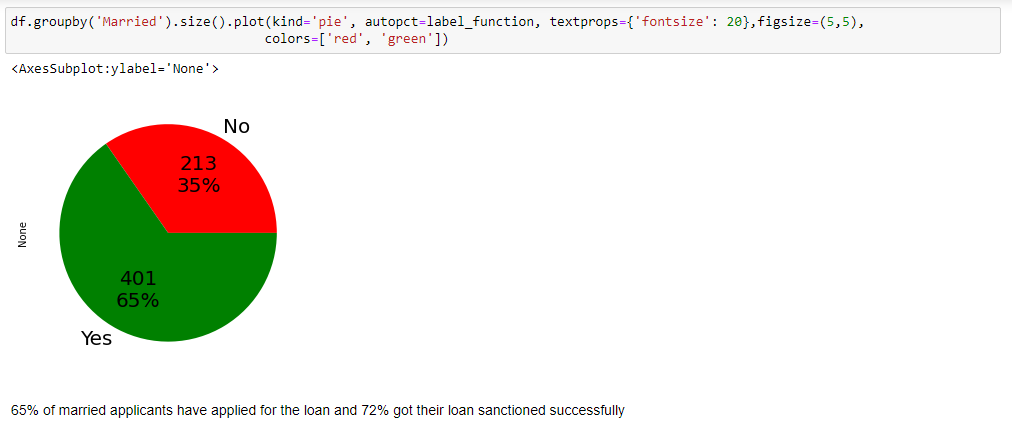 df.groupby('Married').size().plot(kind='pie', autopct=label_function, textprops={'fontsize': 20},figsize=(5,5),
colors=['red', 'green'])
<AxesSubplot:ylabel='None'>
No
213
35%
None
401
65%
Yes
65% of married applicants have applied for the loan and 72% got their loan sanctioned successfully